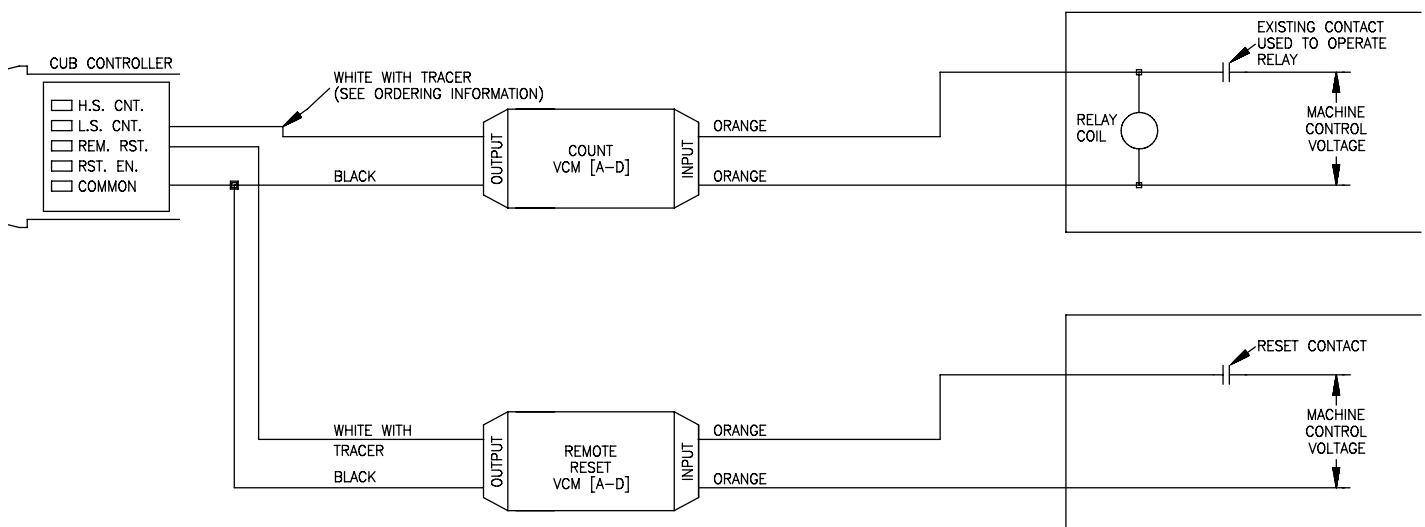 CUB CONTROLLER
H.S. CNT.
L.S. CNT.
REM. RST.
RST. EN.
COMMON
WHITE WITH TRACER
(SEE ORDERING INFORMATION)
BLACK
OUTPUT
COUNT
VCM [A-D]
INPUT
ORANGE
ORANGE
EXISTING CONTACT
USED TO OPERATE
RELAY
RELAY
COIL
MACHINE
CONTROL
VOLTAGE
WHITE WITH
TRACER
BLACK
OUTPUT
REMOTE
RESET
VCM [A-D]
INPUT
ORANGE
ORANGE
RESET CONTACT
MACHINE
CONTROL
VOLTAGE